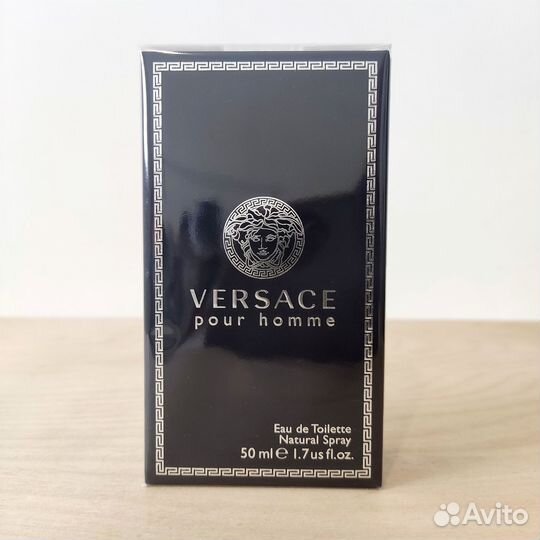 VERSACE
pour homme
Eau de Toilette
Natural Spray
50 ml ℮ 1.7 us fl.oz.
Avito